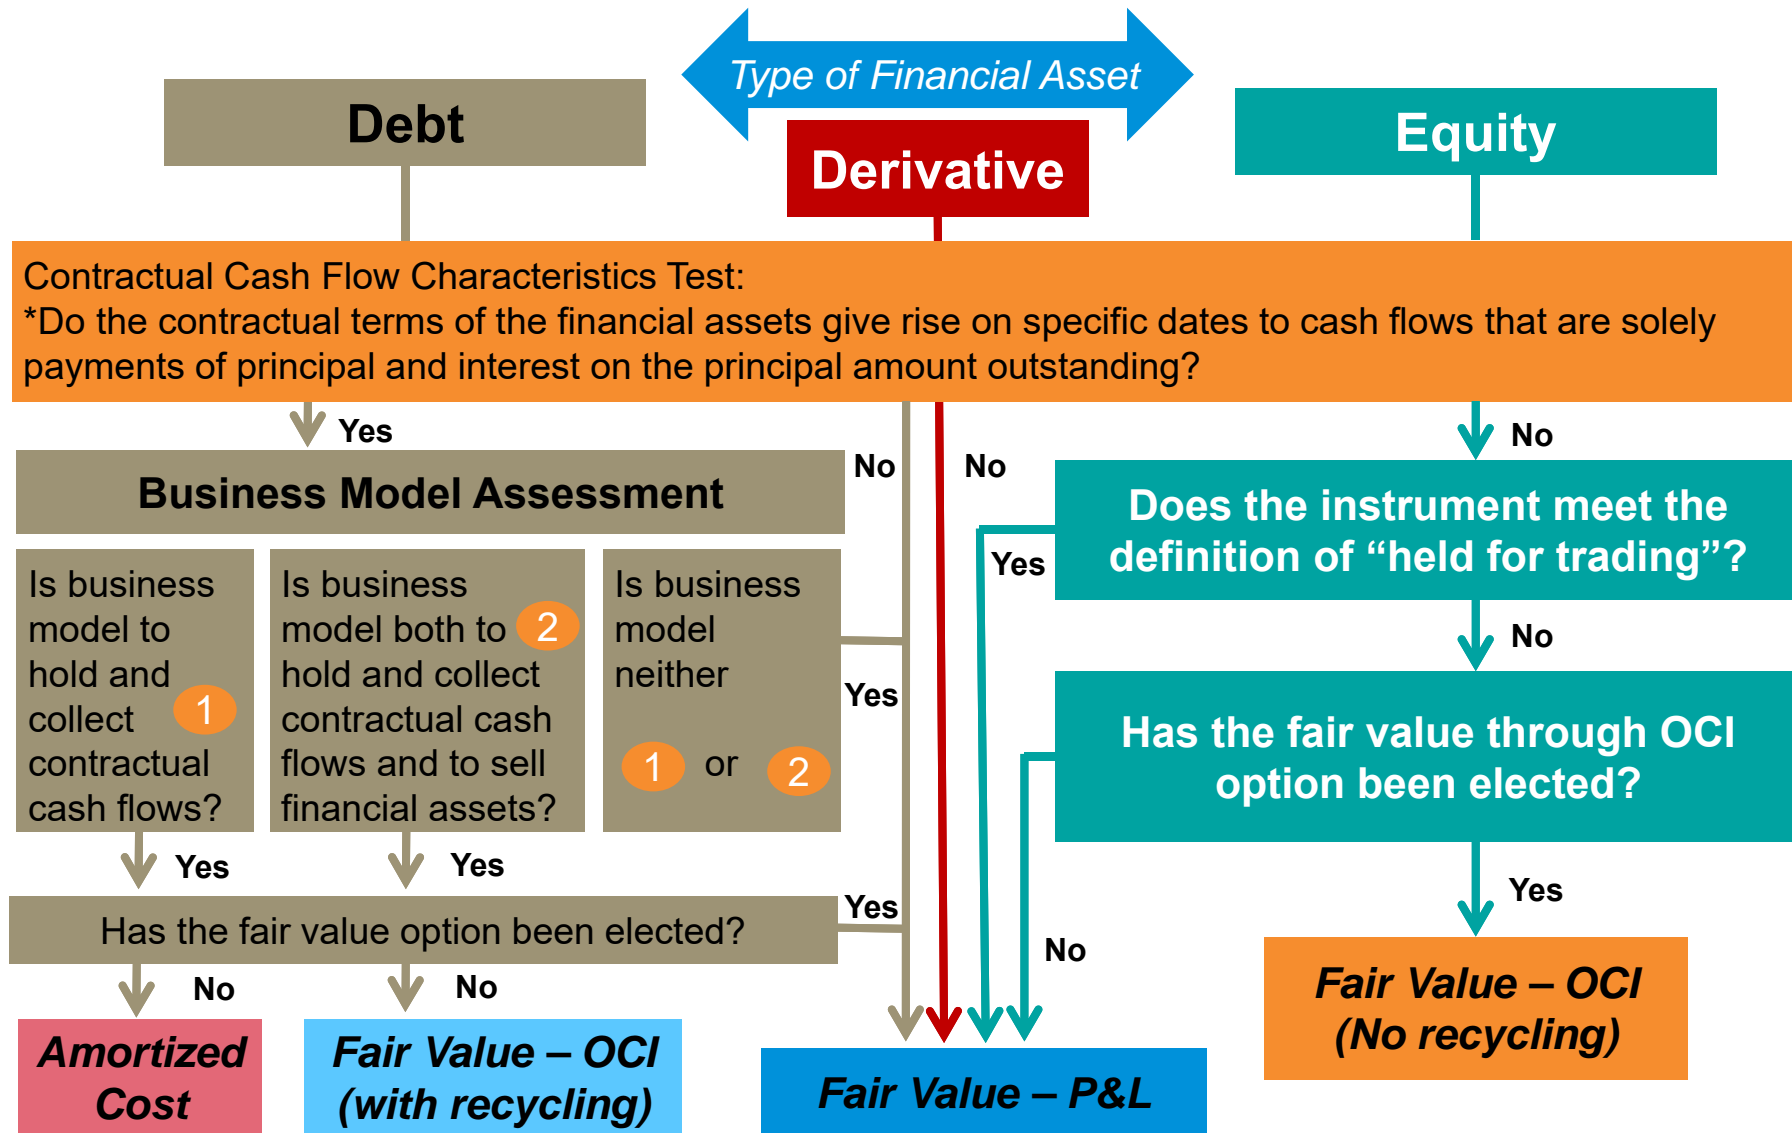 Type of Financial Asset
Debt
Derivative
Equity
Contractual Cash Flow Characteristics Test:
*Do the contractual terms of the financial assets give rise on specific dates to cash flows that are solely
payments of principal and interest on the principal amount outstanding?
Yes
No
No
No
Business Model Assessment
Does the instrument meet the
definition of “held for trading”?
Yes
No
Is business
model to
hold and
collect
contractual
cash flows?
1
Is business
model both to
hold and collect
contractual cash
flows and to sell
financial assets?
2
Is business
model
neither
1 or 2
Yes
Has the fair value through OCI
option been elected?
Yes
Yes
Yes
Has the fair value option been elected?
Yes
No
No
No
Amortized
Cost
Fair Value – OCI
(with recycling)
Fair Value – P&L
Fair Value – OCI
(No recycling)